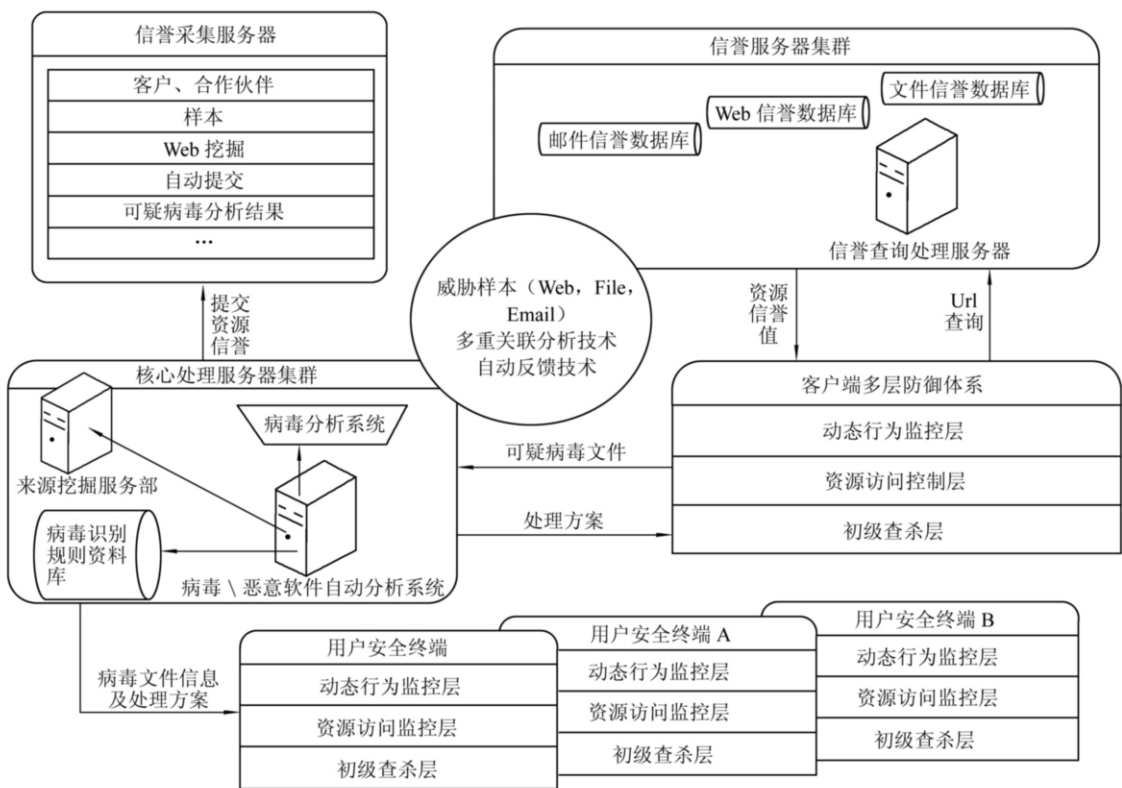 信誉采集服务器
客户、合作伙伴
样本
Web 挖掘
自动提交
可疑病毒分析结果
…
信誉服务器集群
文件信誉数据库
Web 信誉数据库
邮件信誉数据库
信誉查询处理服务器
威胁样本（Web，File，
Email）
多重关联分析技术
自动反馈技术
提交
资源
信誉
资源
信誉
值
Url
查询
核心处理服务器集群
病毒分析系统
来源挖掘服务部
病毒识别
规则资料
库
病毒 \ 恶意软件自动分析系统
可疑病毒文件
处理方案
客户端多层防御体系
动态行为监控层
资源访问控制层
初级查杀层
病毒文件信息
及处理方案
用户安全终端
动态行为监控层
资源访问监控层
初级查杀层
用户安全终端 A
动态行为监控层
资源访问监控层
初级查杀层
用户安全终端 B
动态行为监控层
资源访问监控层
初级查杀层